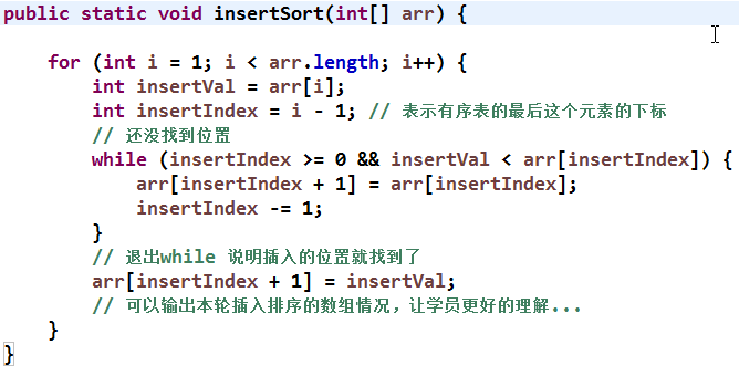 public static void insertSort(int[] arr) {
for (int i = 1; i < arr.length; i++) {
int insertVal = arr[i];
int insertIndex = i - 1; // 表示有序表的最后这个元素的下标
// 还没找到位置
while (insertIndex >= 0 && insertVal < arr[insertIndex]) {
arr[insertIndex + 1] = arr[insertIndex];
insertIndex -= 1;
}
// 退出while 说明插入的位置就找到了
arr[insertIndex + 1] = insertVal;
// 可以输出本轮插入排序的数组情况，让学员更好的理解...
}
}